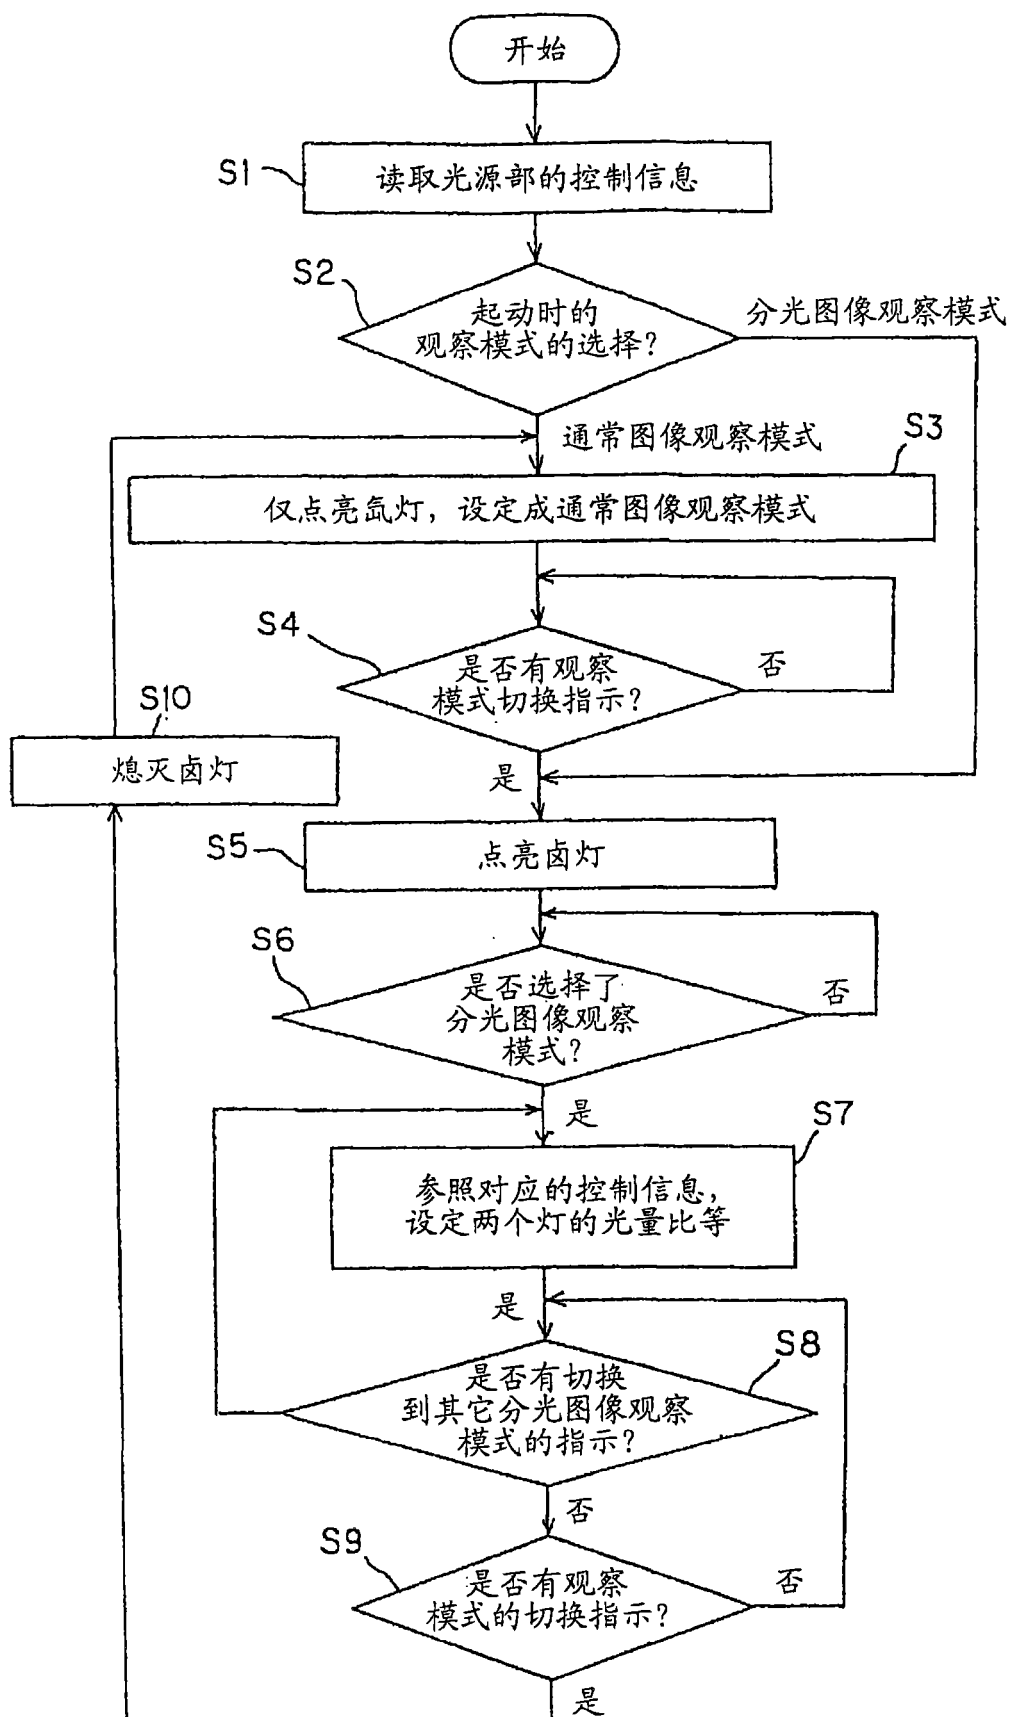 开始
S1
读取光源部的控制信息
S2
起动时的
观察模式的选择？
分光图像观察模式
通常图像观察模式
S3
仅点亮氙灯，设定成通常图像观察模式
S4
是否有观察
模式切换指示？
否
S10
熄灭卤灯
是
S5
点亮卤灯
S6
是否选择了
分光图像观察
模式？
否
是
S7
参照对应的控制信息，
设定两个灯的光量比等
是
S8
是否有切换
到其它分光图像观察
模式的指示？
否
S9
是否有观察
模式的切换指示？
否
是